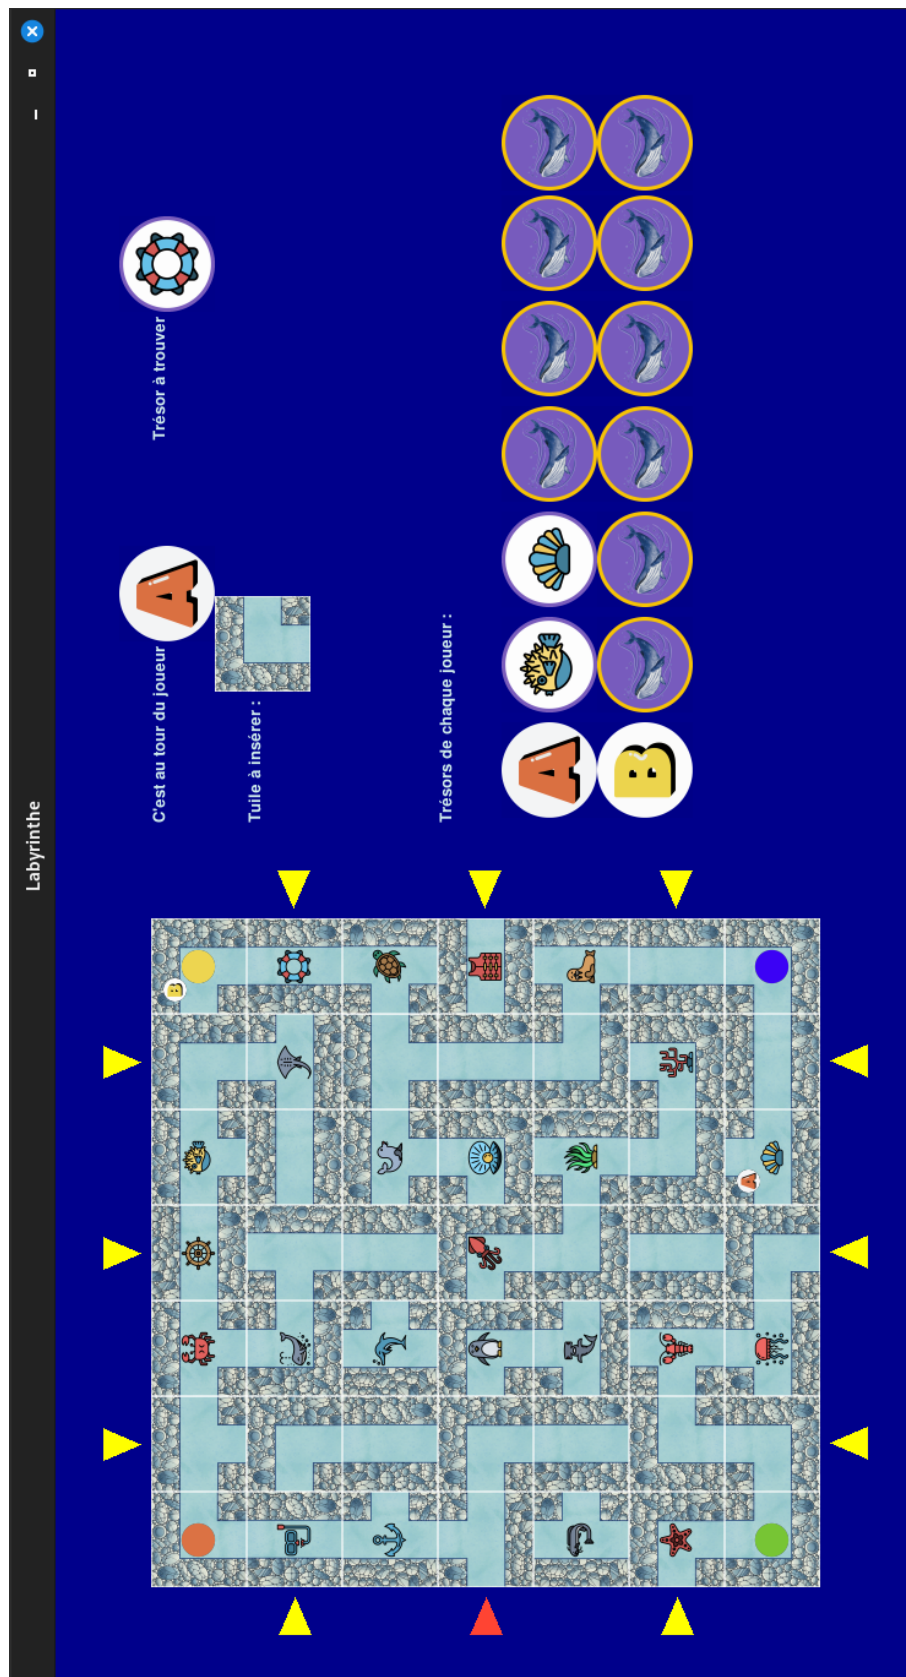 Labyrinthe
C'est au tour du joueur A
Trésor à trouver
Tuile à insérer :
Trésors de chaque joueur :
A
B
B
A